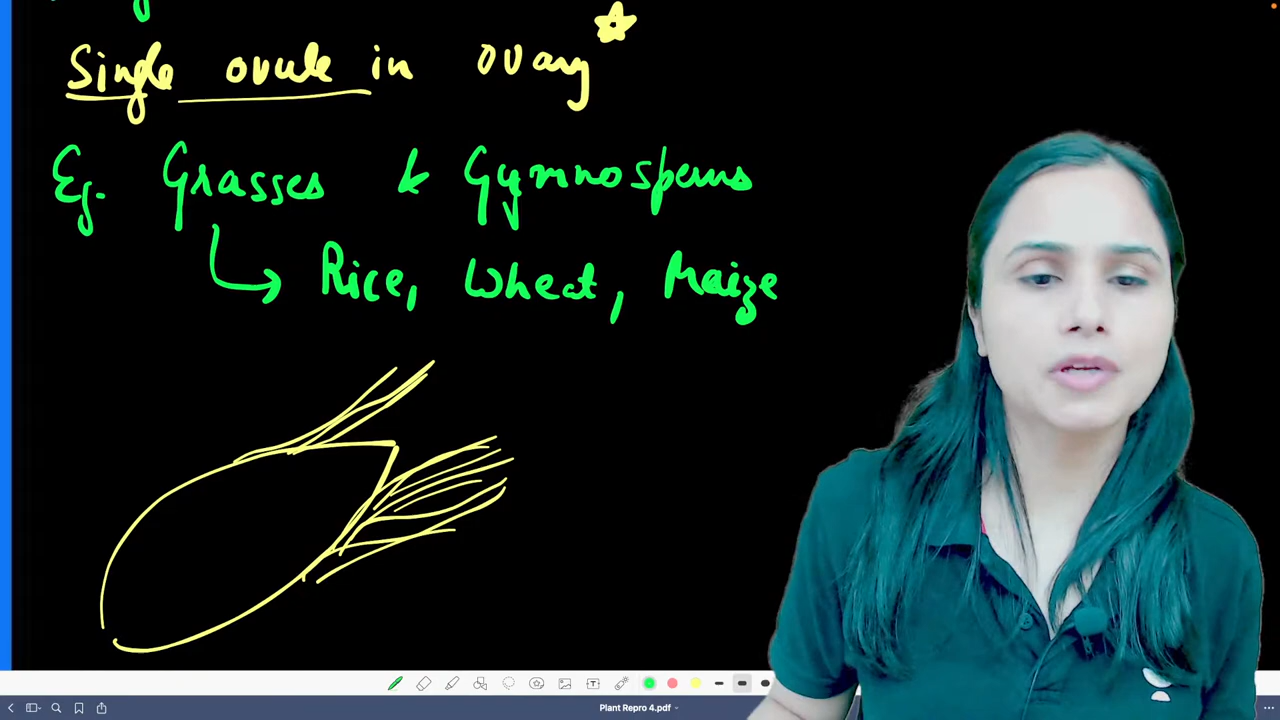 Single ovule in ovary
Eg. Grasses & Gymnosperms
Rice, Wheat, Maize
Plant Repro 4.pdf